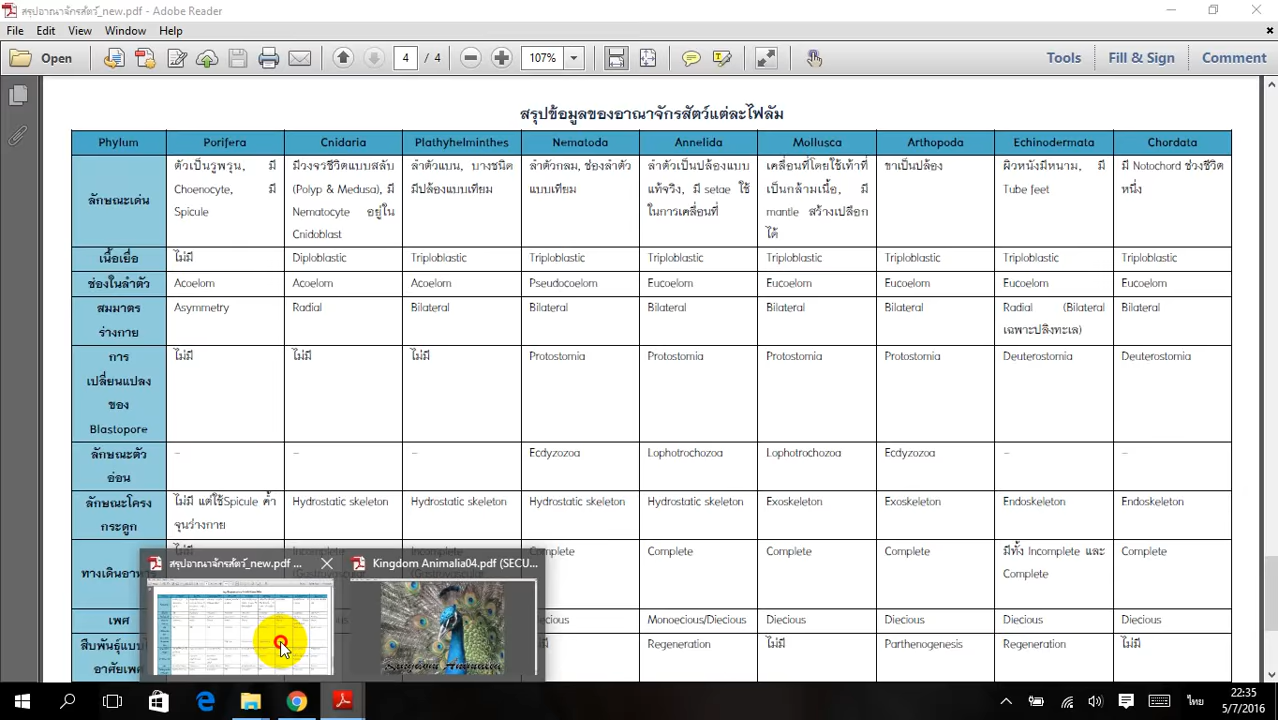 สรุปอาณาจักรสัตว์_new.pdf - Adobe Reader
File Edit View Window Help
Open 4 / 4 107% Tools Fill & Sign Comment
สรุปข้อมูลของอาณาจักรสัตว์แต่ละไฟลัม
Phylum Porifera Cnidaria Plathyhelminthes Nematoda Annelida Mollusca Arthopoda Echinodermata Chordata
ลักษณะเด่น
ตัวเป็นรูพรุน, มี
Choenocyte, มี
Spicule
มีวงจรชีวิตแบบสลับ
(Polyp & Medusa), มี
Nematocyte อยู่ใน
Cnidoblast
ลำตัวแบน, บางชนิด
มีปล้องแบบเทียม
ลำตัวกลม, ช่องลำตัว
แบบเทียม
ลำตัวเป็นปล้องแบบ
แท้จริง, มี setae ใช้
ในการเคลื่อนที่
เคลื่อนที่โดยใช้เท้าที่
เป็นกล้ามเนื้อ, มี
mantle สร้างเปลือก
ได้
ขาเป็นปล้อง
ผิวหนังมีหนาม, มี
Tube feet
มี Notochord ช่วงชีวิต
หนึ่ง
เนื้อเยื่อ ไม่มี Diploblastic Triploblastic Triploblastic Triploblastic Triploblastic Triploblastic Triploblastic Triploblastic
ช่องในลำตัว Acoelom Acoelom Acoelom Pseudocoelom Eucoelom Eucoelom Eucoelom Eucoelom Eucoelom
สมมาตร
ร่างกาย
Asymmetry Radial Bilateral Bilateral Bilateral Bilateral Bilateral
Radial (Bilateral
เฉพาะปลิงทะเล)
Bilateral
การ
เปลี่ยนแปลง
ของ
Blastopore
ไม่มี ไม่มี ไม่มี Protostomia Protostomia Protostomia Protostomia Deuterostomia Deuterostomia
ลักษณะตัว
อ่อน
– – – Ecdyzozoa Lophotrochozoa Lophotrochozoa Ecdyzozoa – –
ลักษณะโครง
กระดูก
ไม่มี แต่ใช้Spicule ค้ำ
จุนร่างกาย
Hydrostatic skeleton Hydrostatic skeleton Hydrostatic skeleton Hydrostatic skeleton Exoskeleton Exoskeleton Endoskeleton Endoskeleton
ทางเดินอาหา
ไม่มี Incomplete Incomplete Complete Complete Complete Complete
มีทั้ง Incomplete และ
Complete
Complete
เพศ Diecious Monoecious/Diecious Diecious Diecious Diecious Diecious
สืบพันธุ์แบบไ
อาศัยเพศ
Regeneration ไม่มี Parthenogenesis Regeneration ไม่มี
สรุปอาณาจักรสัตว์_new.pdf ...
Kingdom Animalia04.pdf (SECU...
Kingdom Animalia
ไทย
22:35
5/7/2016